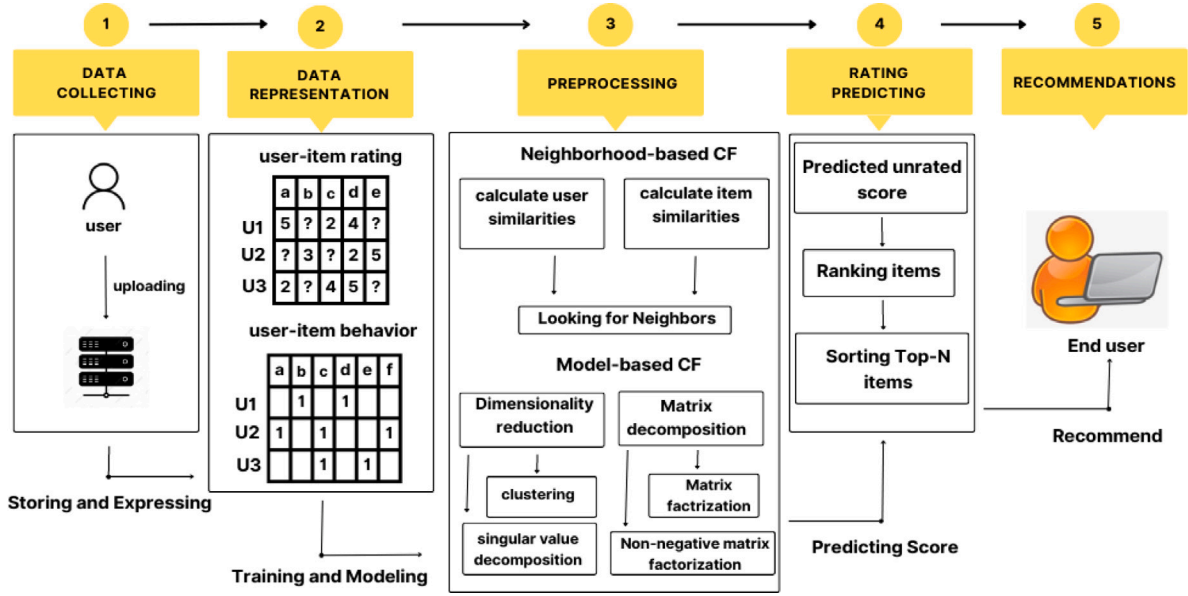 1
2
3
4
5
DATA
COLLECTING
DATA
REPRESENTATION
PREPROCESSING
RATING
PREDICTING
RECOMMENDATIONS
user
uploading
Storing and Expressing
user-item rating
a b c d e
U1 5 ? 2 4 ?
U2 ? 3 ? 2 5
U3 2 ? 4 5 ?
user-item behavior
a b c d e f
U1 1 1
U2 1 1 1
U3 1 1
Training and Modeling
Neighborhood-based CF
calculate user
similarities
calculate item
similarities
Looking for Neighbors
Model-based CF
Dimensionality
reduction
Matrix
decomposition
clustering
Matrix
factrization
singular value
decomposition
Non-negative matrix
factorization
Predicting Score
Predicted unrated
score
Ranking items
Sorting Top-N
items
End user
Recommend